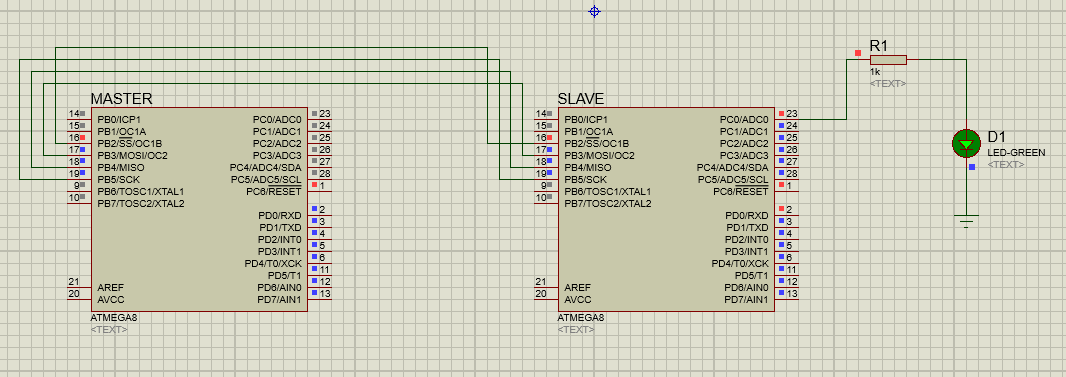 R1
1k
<TEXT>
MASTER
14 PB0/ICP1 PC0/ADC0 23
15 PB1/OC1A PC1/ADC1 24
16 PB2/SS/OC1B PC2/ADC2 25
17 PB3/MOSI/OC2 PC3/ADC3 26
18 PB4/MISO PC4/ADC4/SDA 27
19 PB5/SCK PC5/ADC5/SCL 28
9 PB6/TOSC1/XTAL1 PC6/RESET 1
10 PB7/TOSC2/XTAL2
PD0/RXD 2
PD1/TXD 3
PD2/INT0 4
PD3/INT1 5
PD4/T0/XCK 6
PD5/T1 11
21 AREF PD6/AIN0 12
20 AVCC PD7/AIN1 13
ATMEGA8
<TEXT>
SLAVE
14 PB0/ICP1 PC0/ADC0 23
15 PB1/OC1A PC1/ADC1 24
16 PB2/SS/OC1B PC2/ADC2 25
17 PB3/MOSI/OC2 PC3/ADC3 26
18 PB4/MISO PC4/ADC4/SDA 27
19 PB5/SCK PC5/ADC5/SCL 28
9 PB6/TOSC1/XTAL1 PC6/RESET 1
10 PB7/TOSC2/XTAL2
PD0/RXD 2
PD1/TXD 3
PD2/INT0 4
PD3/INT1 5
PD4/T0/XCK 6
PD5/T1 11
21 AREF PD6/AIN0 12
20 AVCC PD7/AIN1 13
ATMEGA8
<TEXT>
D1
LED-GREEN
<TEXT>